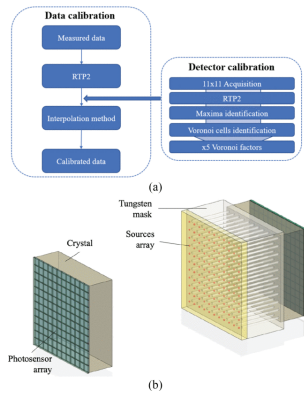 Data calibration
Measured data
RTP2
Interpolation method
Calibrated data
Detector calibration
11x11 Acquisition
RTP2
Maxima identification
Voronoi cells identification
x5 Voronoi factors
(a)
Tungsten
mask
Sources
array
Crystal
Photosensor
array
(b)